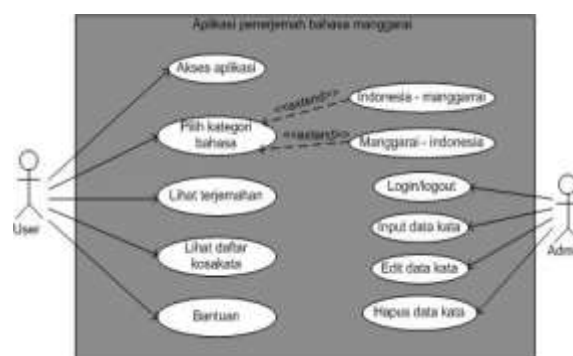 Aplikasi penerjemah bahasa manggarai
Akses aplikasi
<<extend>>
Indonesia - manggarai
Pilih kategori
bahasa
<<extend>>
Manggarai - indonesia
Login/logout
Lihat terjemahan
User
Input data kata
Admi
Lihat daftar
kosakata
Edit data kata
Bantuan
Hapus data kata